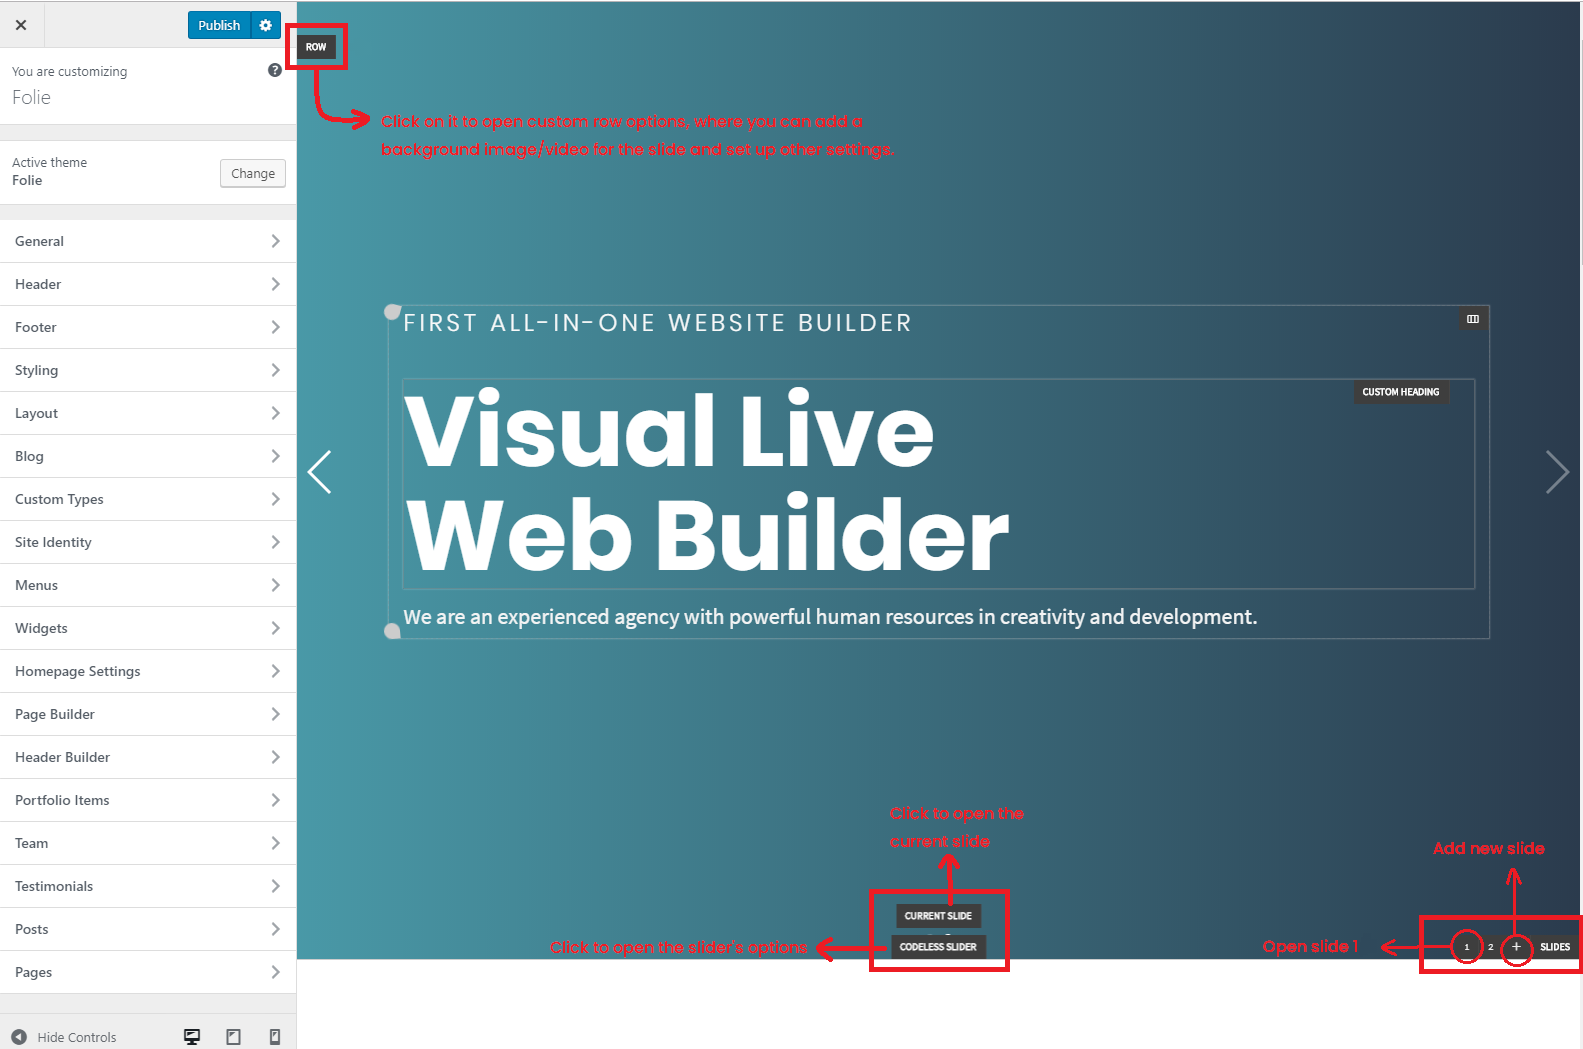 Publish
You are customizing
Folie
Active theme
Folie
Change
General
Header
Footer
Styling
Layout
Blog
Custom Types
Site Identity
Menus
Widgets
Homepage Settings
Page Builder
Header Builder
Portfolio Items
Team
Testimonials
Posts
Pages
Hide Controls
ROW
Click on it to open custom row options, where you can add a
background image/video for the slide and set up other settings.
FIRST ALL-IN-ONE WEBSITE BUILDER
CUSTOM HEADING
Visual Live
Web Builder
We are an experienced agency with powerful human resources in creativity and development.
Click to open the
current slide
CURRENT SLIDE
Click to open the slider's options
CODELESS SLIDER
Add new slide
Open slide 1
1 2 + SLIDES